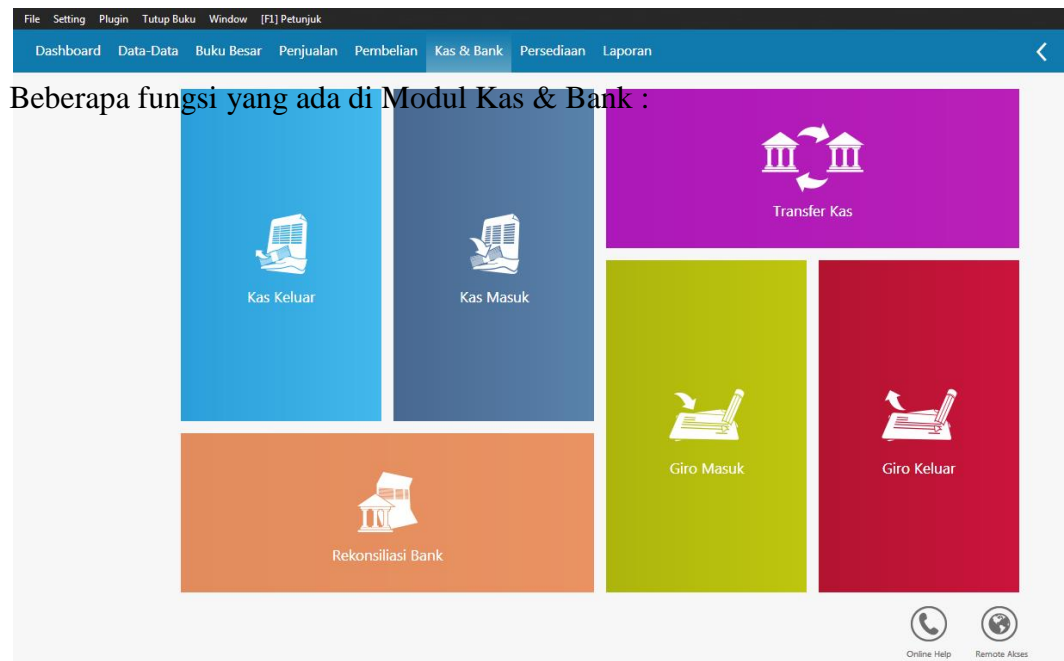 File Setting Plugin Tutup Buku Window [F1] Petunjuk
Dashboard Data-Data Buku Besar Penjualan Pembelian Kas & Bank Persediaan Laporan
Beberapa fungsi yang ada di Modul Kas & Bank :
Transfer Kas
Kas Keluar
Kas Masuk
Giro Masuk
Giro Keluar
Rekonsiliasi Bank
Online Help
Remote Akses